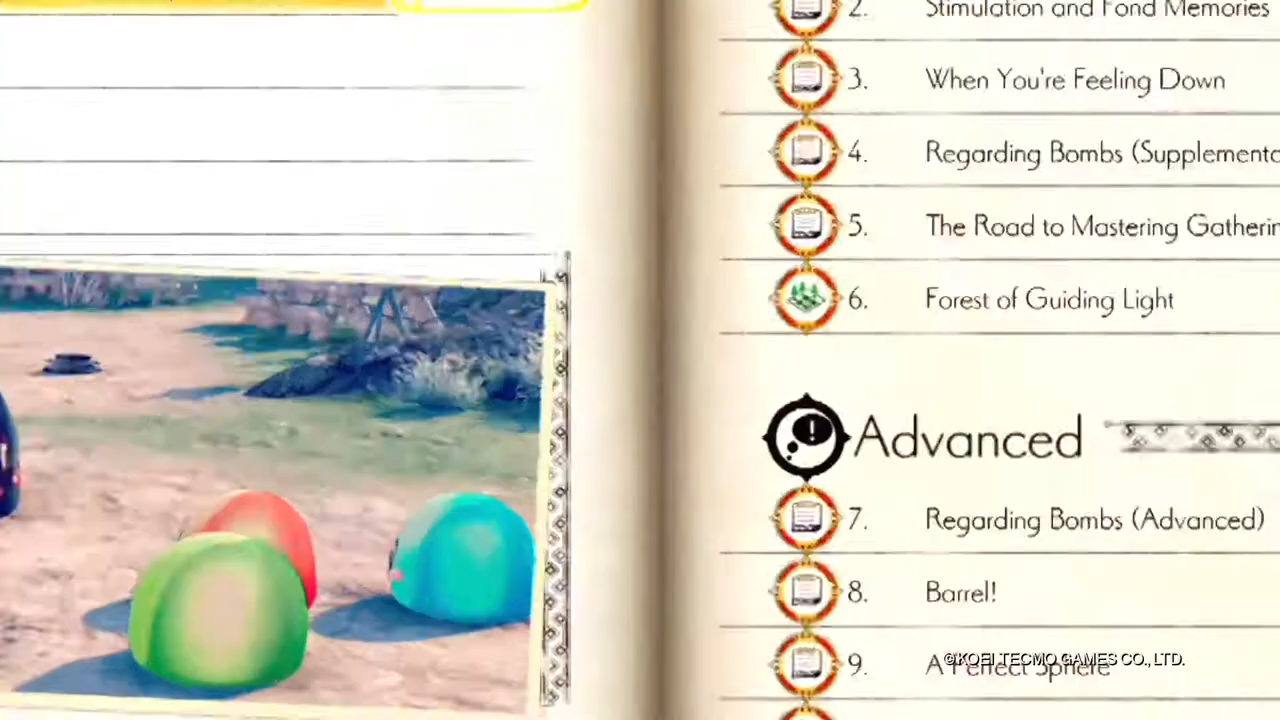 2. Stimulation and Fond Memories
3. When You're Feeling Down
4. Regarding Bombs (Supplementa
5. The Road to Mastering Gatherin
6. Forest of Guiding Light
Advanced
7. Regarding Bombs (Advanced)
8. Barrel!
9. A Perfect Sphere
©KOEI TECMO GAMES CO., LTD.